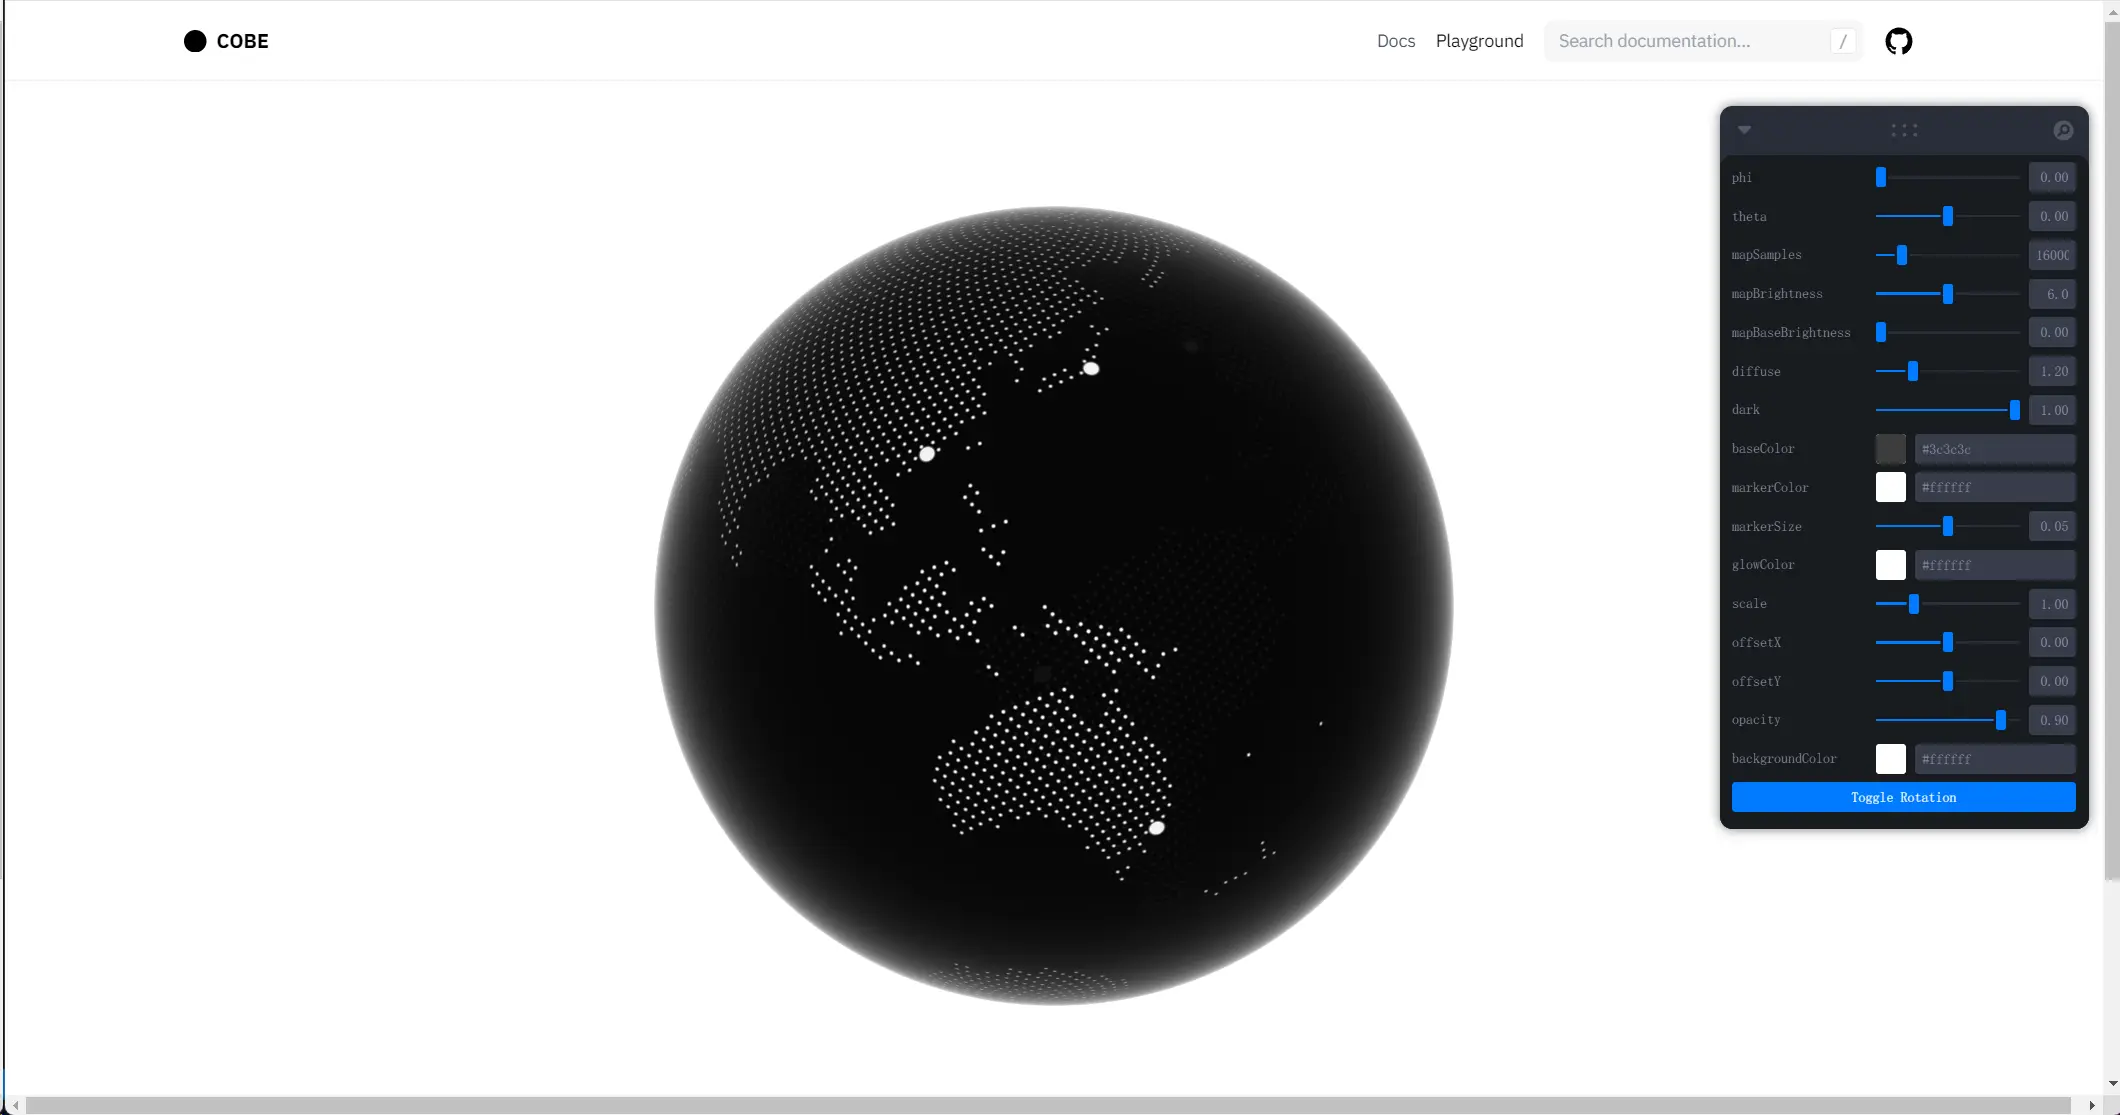 COBE
Docs Playground Search documentation... /
phi 0.00
theta 0.00
mapSamples 16000
mapBrightness 6.0
mapBaseBrightness 0.00
diffuse 1.20
dark 1.00
baseColor #3c3c3c
markerColor #ffffff
markerSize 0.05
glowColor #ffffff
scale 1.00
offsetX 0.00
offsetY 0.00
opacity 0.90
backgroundColor #ffffff
Toggle Rotation